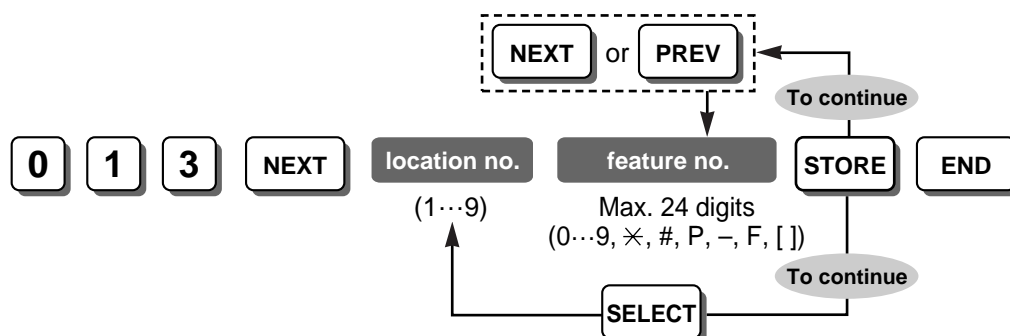 NEXT or PREV
To continue
0 1 3 NEXT location no. feature no. STORE END
(1···9) Max. 24 digits
(0···9, ✳, #, P, –, F, [ ])
To continue
SELECT